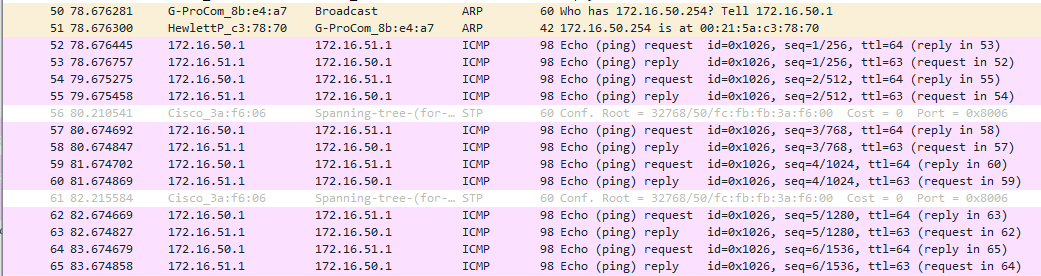 50 78.676281 G-ProCom_8b:e4:a7 Broadcast ARP 60 Who has 172.16.50.254? Tell 172.16.50.1
51 78.676300 HewlettP_c3:78:70 G-ProCom_8b:e4:a7 ARP 42 172.16.50.254 is at 00:21:5a:c3:78:70
52 78.676445 172.16.50.1 172.16.51.1 ICMP 98 Echo (ping) request id=0x1026, seq=1/256, ttl=64 (reply in 53)
53 78.676757 172.16.51.1 172.16.50.1 ICMP 98 Echo (ping) reply id=0x1026, seq=1/256, ttl=63 (request in 52)
54 79.675275 172.16.50.1 172.16.51.1 ICMP 98 Echo (ping) request id=0x1026, seq=2/512, ttl=64 (reply in 55)
55 79.675458 172.16.51.1 172.16.50.1 ICMP 98 Echo (ping) reply id=0x1026, seq=2/512, ttl=63 (request in 54)
56 80.210541 Cisco_3a:f6:06 Spanning-tree-(for-… STP 60 Conf. Root = 32768/50/fc:fb:fb:3a:f6:00 Cost = 0 Port = 0x8006
57 80.674692 172.16.50.1 172.16.51.1 ICMP 98 Echo (ping) request id=0x1026, seq=3/768, ttl=64 (reply in 58)
58 80.674847 172.16.51.1 172.16.50.1 ICMP 98 Echo (ping) reply id=0x1026, seq=3/768, ttl=63 (request in 57)
59 81.674702 172.16.50.1 172.16.51.1 ICMP 98 Echo (ping) request id=0x1026, seq=4/1024, ttl=64 (reply in 60)
60 81.674869 172.16.51.1 172.16.50.1 ICMP 98 Echo (ping) reply id=0x1026, seq=4/1024, ttl=63 (request in 59)
61 82.215584 Cisco_3a:f6:06 Spanning-tree-(for-… STP 60 Conf. Root = 32768/50/fc:fb:fb:3a:f6:00 Cost = 0 Port = 0x8006
62 82.674669 172.16.50.1 172.16.51.1 ICMP 98 Echo (ping) request id=0x1026, seq=5/1280, ttl=64 (reply in 63)
63 82.674827 172.16.51.1 172.16.50.1 ICMP 98 Echo (ping) reply id=0x1026, seq=5/1280, ttl=63 (request in 62)
64 83.674679 172.16.50.1 172.16.51.1 ICMP 98 Echo (ping) request id=0x1026, seq=6/1536, ttl=64 (reply in 65)
65 83.674858 172.16.51.1 172.16.50.1 ICMP 98 Echo (ping) reply id=0x1026, seq=6/1536, ttl=63 (request in 64)